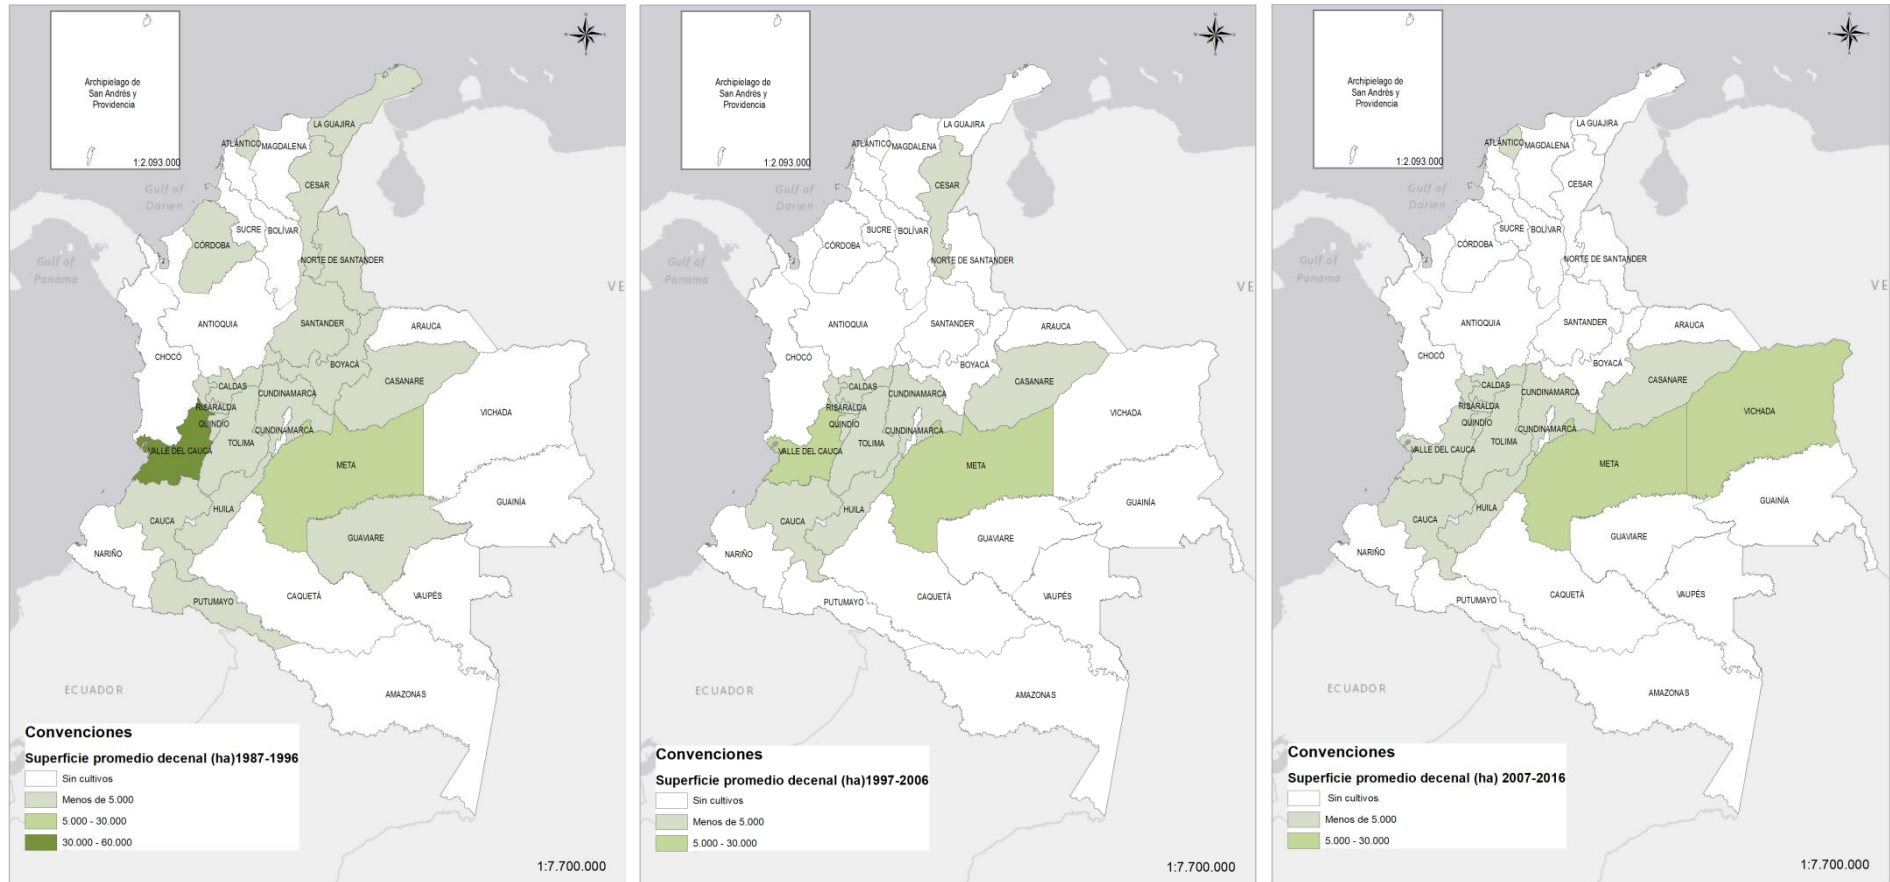 Archipielago de
San Andrés y
Providencia
1:2.093.000
LA GUAJIRA
ATLÁNTICO
MAGDALENA
CESAR
Gulf of
Darien
SUCRE
BOLÍVAR
CÓRDOBA
NORTE DE SANTANDER
Gulf of
Panama
VE
ANTIOQUIA
SANTANDER
ARAUCA
CHOCÓ
BOYACÁ
CASANARE
CALDAS
CUNDINAMARCA
RISARALDA
QUINDÍO
VICHADA
CUNDINAMARCA
TOLIMA
VALLE DEL CAUCA
META
GUAINÍA
HUILA
CAUCA
GUAVIARE
NARIÑO
CAQUETÁ
VAUPÉS
PUTUMAYO
ECUADOR
AMAZONAS
Convenciones
Superficie promedio decenal (ha)1987-1996
Sin cultivos
Menos de 5.000
5.000 - 30.000
30.000 - 60.000
1:7.700.000
Archipielago de
San Andrés y
Providencia
1:2.093.000
LA GUAJIRA
ATLÁNTICO
MAGDALENA
CESAR
Gulf of
Darien
SUCRE
BOLÍVAR
CÓRDOBA
NORTE DE SANTANDER
Gulf of
Panama
VE
ANTIOQUIA
SANTANDER
ARAUCA
CHOCÓ
BOYACÁ
CASANARE
CALDAS
CUNDINAMARCA
RISARALDA
QUINDÍO
VICHADA
CUNDINAMARCA
TOLIMA
VALLE DEL CAUCA
META
GUAINÍA
HUILA
CAUCA
GUAVIARE
NARIÑO
CAQUETÁ
VAUPÉS
PUTUMAYO
ECUADOR
AMAZONAS
Convenciones
Superficie promedio decenal (ha)1997-2006
Sin cultivos
Menos de 5.000
5.000 - 30.000
1:7.700.000
Archipielago de
San Andrés y
Providencia
1:2.093.000
LA GUAJIRA
ATLÁNTICO
MAGDALENA
CESAR
Gulf of
Darien
SUCRE
BOLÍVAR
CÓRDOBA
NORTE DE SANTANDER
Gulf of
Panama
VE
ANTIOQUIA
SANTANDER
ARAUCA
CHOCÓ
BOYACÁ
CASANARE
CALDAS
CUNDINAMARCA
RISARALDA
QUINDÍO
VICHADA
CUNDINAMARCA
TOLIMA
VALLE DEL CAUCA
META
GUAINÍA
HUILA
CAUCA
GUAVIARE
NARIÑO
CAQUETÁ
VAUPÉS
PUTUMAYO
ECUADOR
AMAZONAS
Convenciones
Superficie promedio decenal (ha) 2007-2016
Sin cultivos
Menos de 5.000
5.000 - 30.000
1:7.700.000